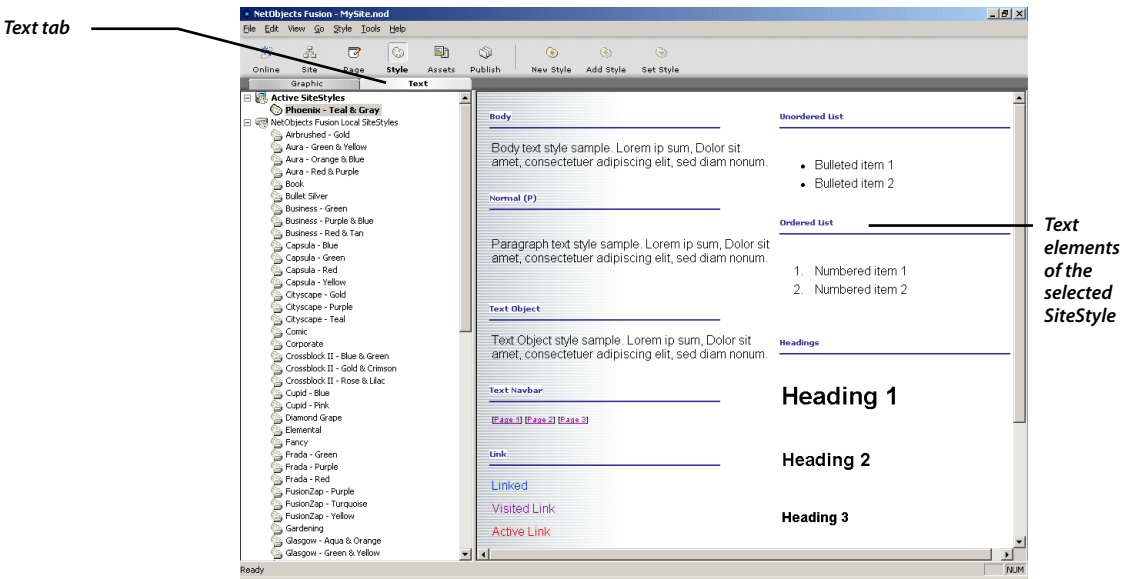 Text tab
NetObjects Fusion - MySite.nod
File Edit View Go Style Tools Help
Online Site Page Style Assets Publish New Style Add Style Set Style
Graphic Text
Active SiteStyles
Phoenix - Teal & Gray
NetObjects Fusion Local SiteStyles
Airbrushed - Gold
Aura - Green & Yellow
Aura - Orange & Blue
Aura - Red & Purple
Book
Bullet Silver
Business - Green
Business - Purple & Blue
Business - Red & Tan
Capsula - Blue
Capsula - Green
Capsula - Red
Capsula - Yellow
Cityscape - Gold
Cityscape - Purple
Cityscape - Teal
Comic
Corporate
Crossblock II - Blue & Green
Crossblock II - Gold & Crimson
Crossblock II - Rose & Lilac
Cupid - Blue
Cupid - Pink
Diamond Grape
Elemental
Fancy
Frada - Green
Frada - Purple
Frada - Red
FusionZap - Purple
FusionZap - Turquoise
FusionZap - Yellow
Gardening
Glasgow - Aqua & Orange
Glasgow - Green & Yellow
Body
Body text style sample. Lorem ip sum, Dolor sit
amet, consectetuer adipiscing elit, sed diam nonum.
Normal (P)
Paragraph text style sample. Lorem ip sum, Dolor sit
amet, consectetuer adipiscing elit, sed diam nonum.
Text Object
Text Object style sample. Lorem ip sum, Dolor sit
amet, consectetuer adipiscing elit, sed diam nonum.
Text Navbar
[Page 1] [Page 2] [Page 3]
Link
Linked
Visited Link
Active Link
Unordered List
• Bulleted item 1
• Bulleted item 2
Ordered List
1. Numbered item 1
2. Numbered item 2
Headings
Heading 1
Heading 2
Heading 3
Text
elements
of the
selected
SiteStyle
Ready
NUM